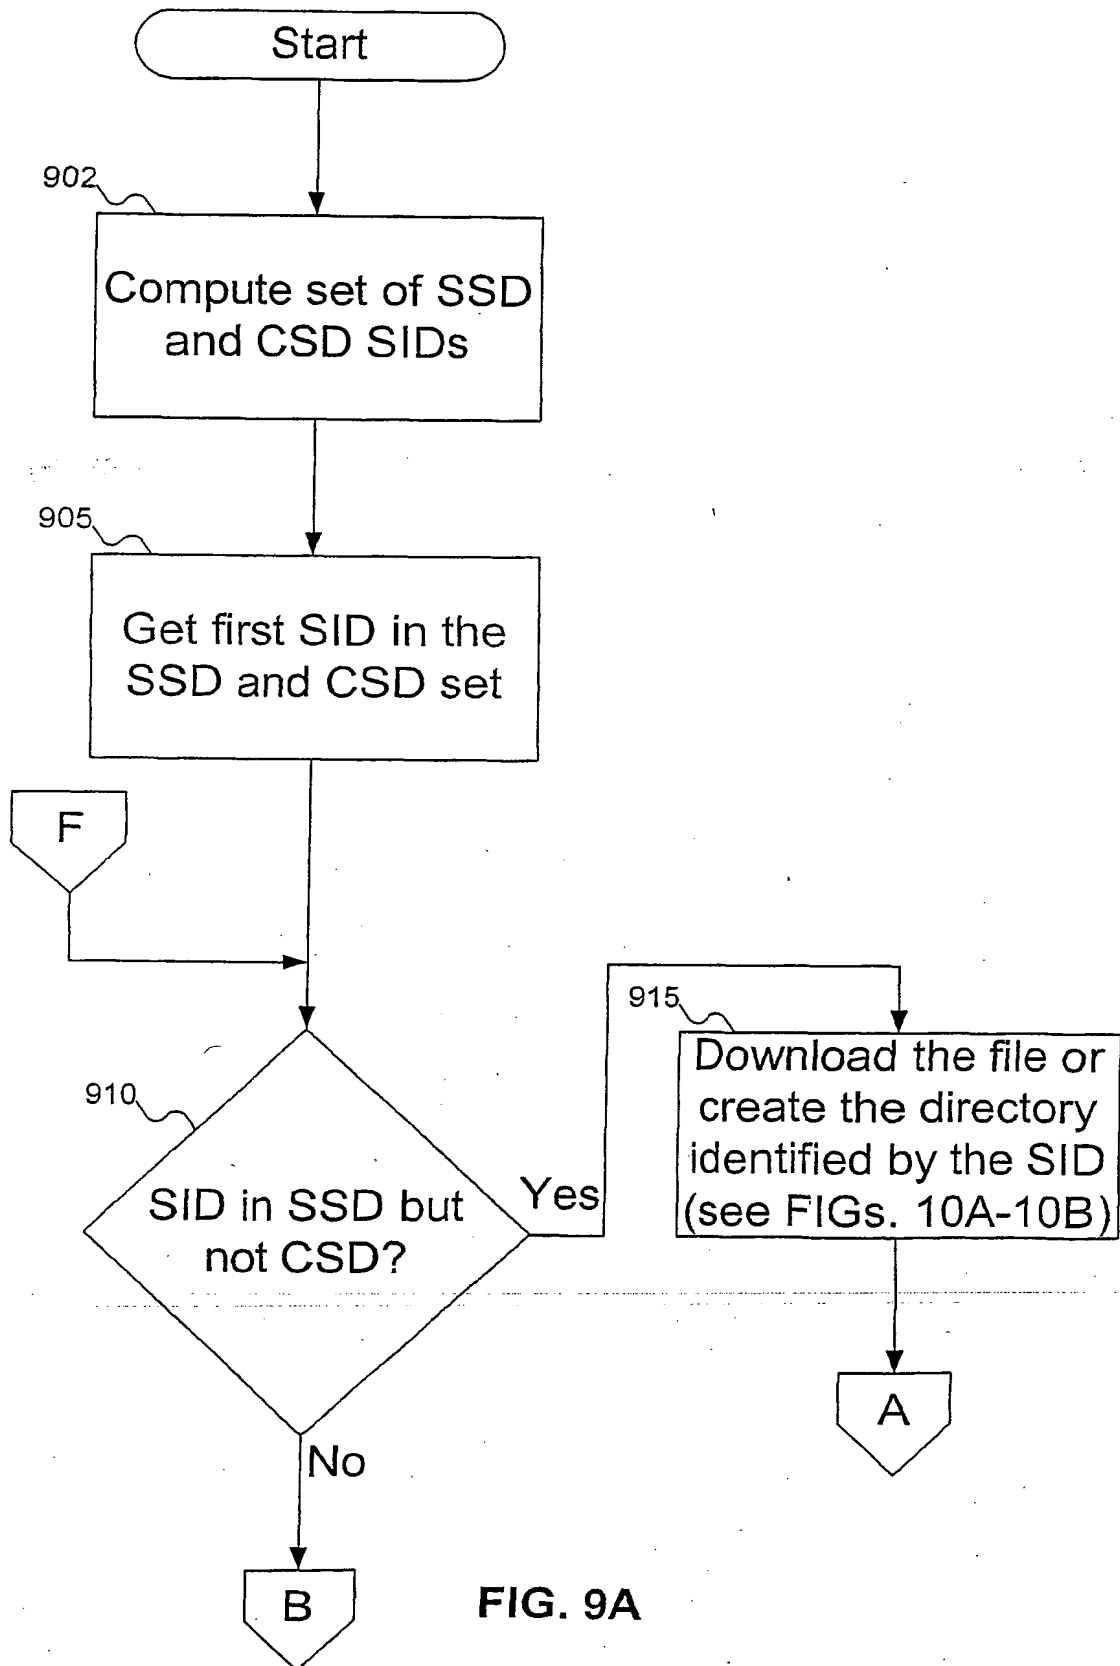 Start
902
Compute set of SSD
and CSD SIDs
905
Get first SID in the
SSD and CSD set
F
910
SID in SSD but
not CSD?
Yes
915
Download the file or
create the directory
identified by the SID
(see FIGs. 10A-10B)
A
No
B
FIG. 9A